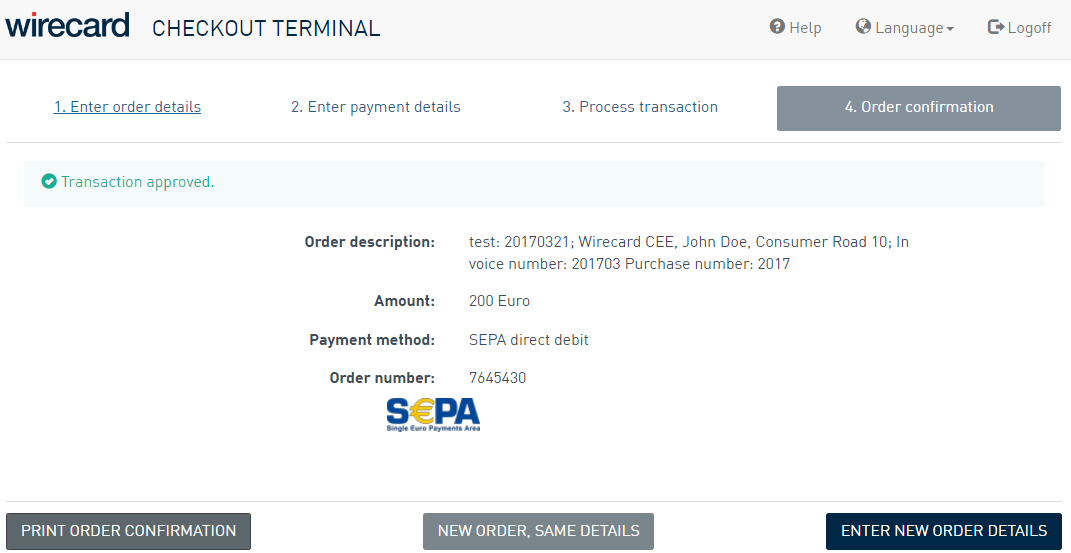 wirecard CHECKOUT TERMINAL Help Language Logoff
1. Enter order details 2. Enter payment details 3. Process transaction 4. Order confirmation
Transaction approved.
Order description: test: 20170321; Wirecard CEE, John Doe, Consumer Road 10; In
voice number: 201703 Purchase number: 2017
Amount: 200 Euro
Payment method: SEPA direct debit
Order number: 7645430
S€PA
Single Euro Payments Area
PRINT ORDER CONFIRMATION NEW ORDER, SAME DETAILS ENTER NEW ORDER DETAILS